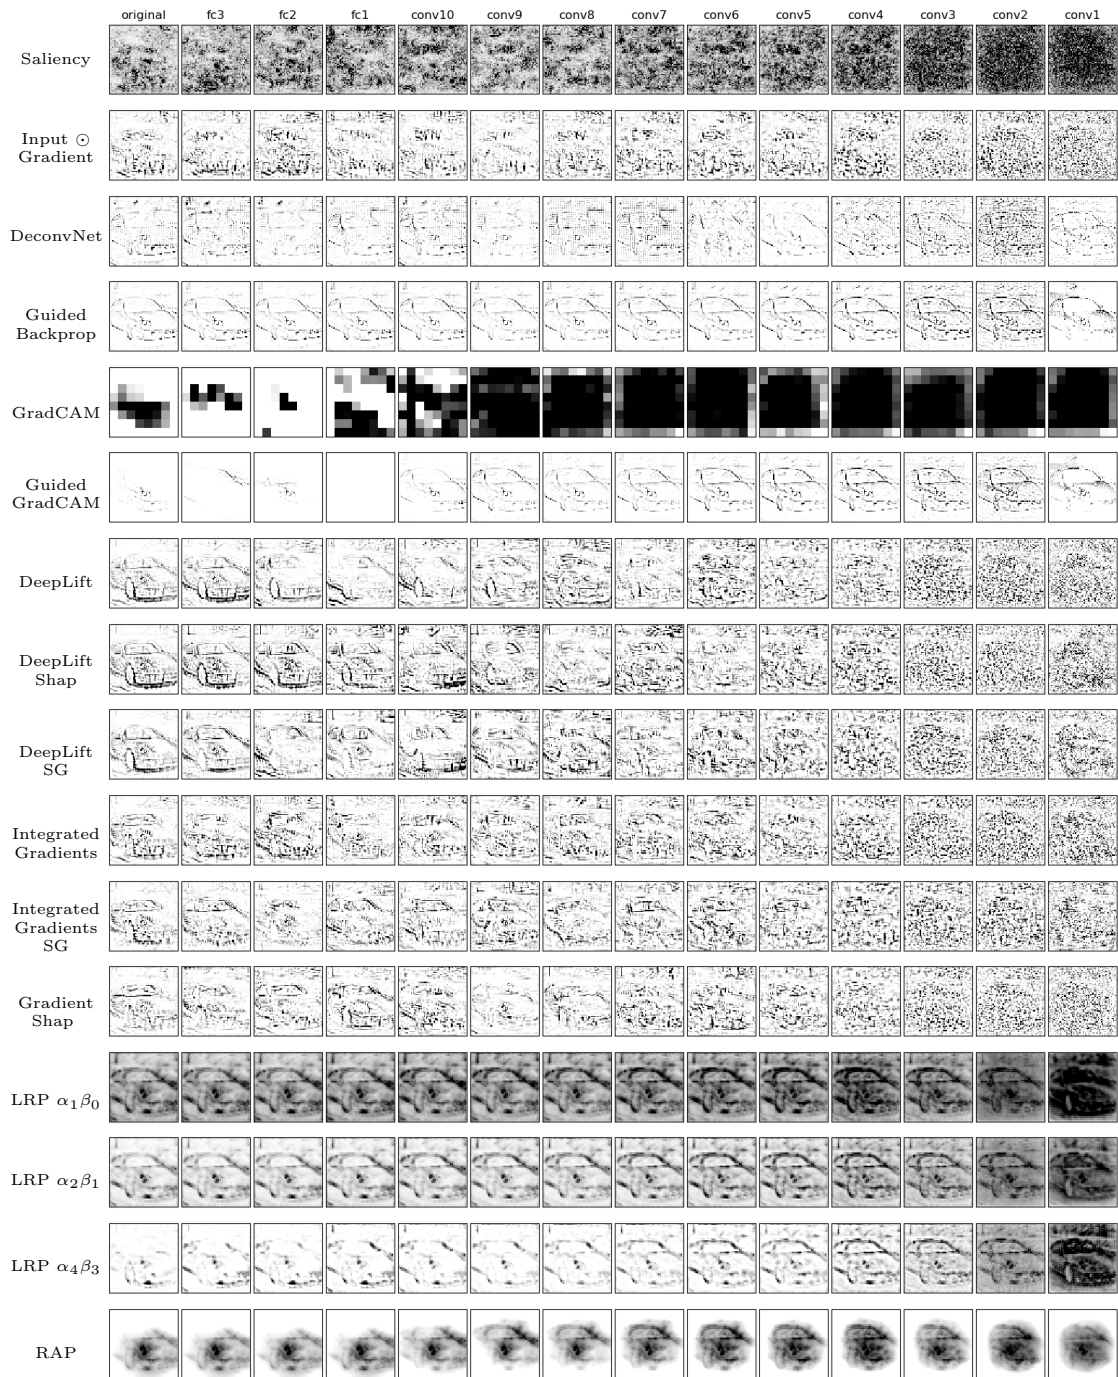 original fc3 fc2 fc1 conv10 conv9 conv8 conv7 conv6 conv5 conv4 conv3 conv2 conv1
Saliency
Input ⊙
Gradient
DeconvNet
Guided
Backprop
GradCAM
Guided
GradCAM
DeepLift
DeepLift
Shap
DeepLift
SG
Integrated
Gradients
Integrated
Gradients
SG
Gradient
Shap
LRP α₁β₀
LRP α₂β₁
LRP α₄β₃
RAP